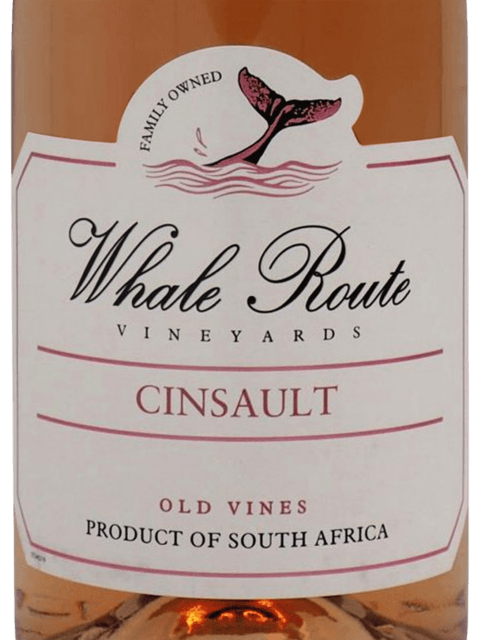 FAMILY OWNED
Whale Route
VINEYARDS
CINSAULT
OLD VINES
PRODUCT OF SOUTH AFRICA